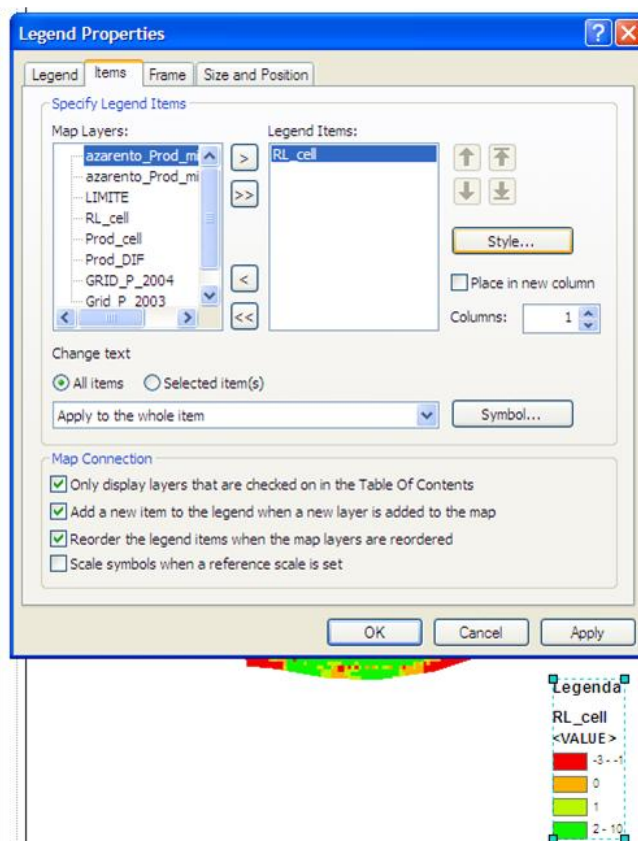 Legend Properties
Legend Items Frame Size and Position
Specify Legend Items
Map Layers: Legend Items:
azarento_Prod_mi
azarento_Prod_mi
LIMITE
RL_cell
Prod_cell
Prod_DIF
GRID_P_2004
Grid_P_2003
>
>>
<
<<
RL_cell
Style...
Place in new column
Columns: 1
Change text
All items Selected item(s)
Apply to the whole item Symbol...
Map Connection
Only display layers that are checked on in the Table Of Contents
Add a new item to the legend when a new layer is added to the map
Reorder the legend items when the map layers are reordered
Scale symbols when a reference scale is set
OK Cancel Apply
Legenda
RL_cell
<VALUE>
-3 - -1
0
1
2 - 10